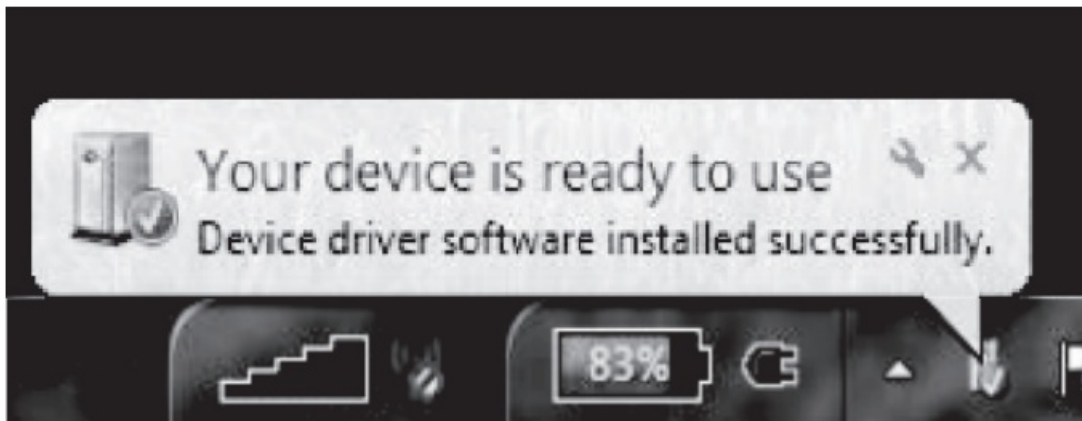 Your device is ready to use
Device driver software installed successfully.
83%